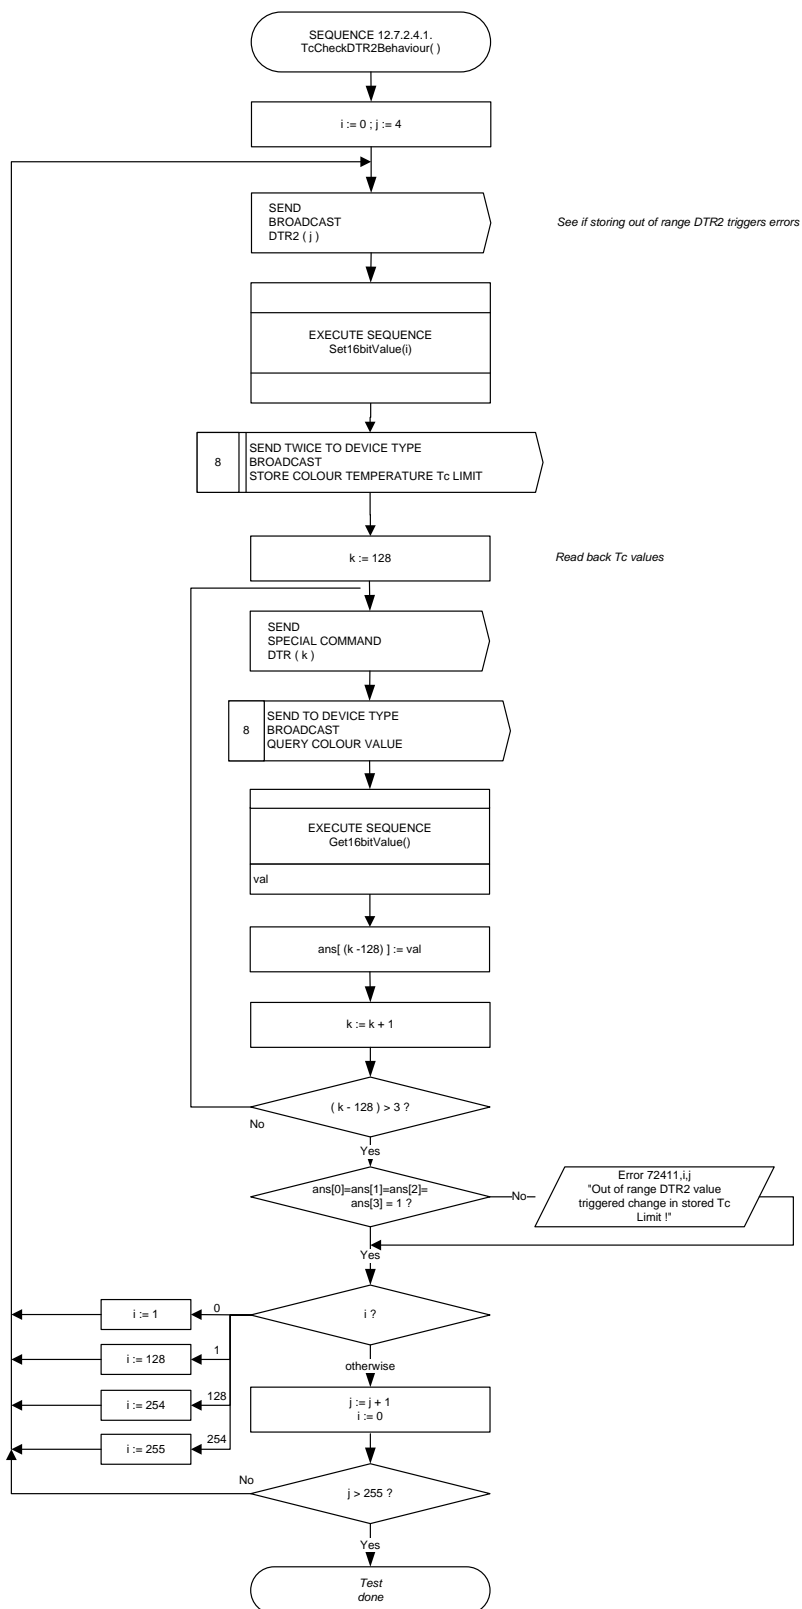 SEQUENCE 12.7.2.4.1.
TcCheckDTR2Behaviour( )
i := 0 ; j := 4
SEND
BROADCAST
DTR2 ( j )
See if storing out of range DTR2 triggers errors
EXECUTE SEQUENCE
Set16bitValue(i)
8
SEND TWICE TO DEVICE TYPE
BROADCAST
STORE COLOUR TEMPERATURE Tc LIMIT
k := 128
Read back Tc values
SEND
SPECIAL COMMAND
DTR ( k )
8
SEND TO DEVICE TYPE
BROADCAST
QUERY COLOUR VALUE
EXECUTE SEQUENCE
Get16bitValue()
val
ans[ (k -128) ] := val
k := k + 1
( k - 128 ) > 3 ?
No
Yes
ans[0]=ans[1]=ans[2]=
ans[3] = 1 ?
No
Error 72411,i,j
"Out of range DTR2 value
triggered change in stored Tc
Limit !"
Yes
i ?
0
i := 1
1
i := 128
128
i := 254
254
i := 255
otherwise
j := j + 1
i := 0
No
j > 255 ?
Yes
Test
done